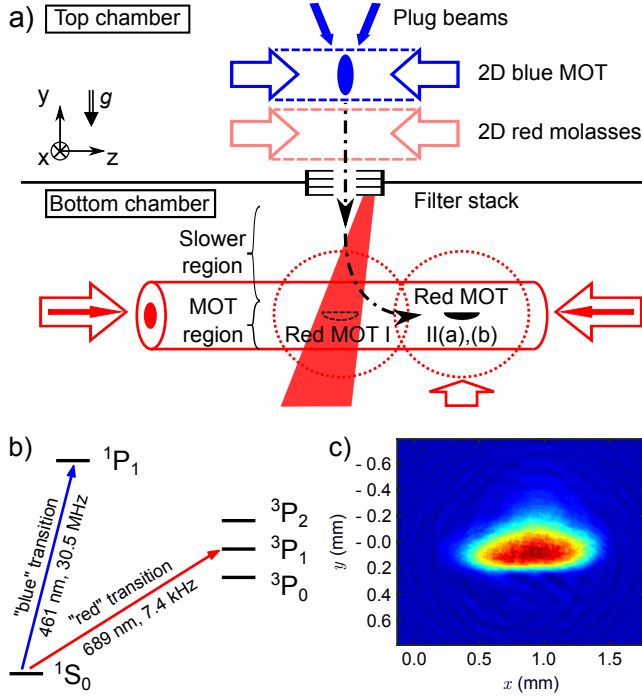 a)
Top chamber
Plug beams
2D blue MOT
y
g
x
z
2D red molasses
Bottom chamber
Filter stack
Slower
region
MOT
region
Red MOT I
Red MOT
II(a),(b)
b)
¹P₁
³P₂
³P₁
³P₀
"blue" transition
461 nm, 30.5 MHz
"red" transition
689 nm, 7.4 kHz
¹S₀
c)
- 0.6
- 0.4
- 0.2
- 0.0
0.2
0.4
0.6
y (mm)
0.0
0.5
1.0
1.5
x (mm)